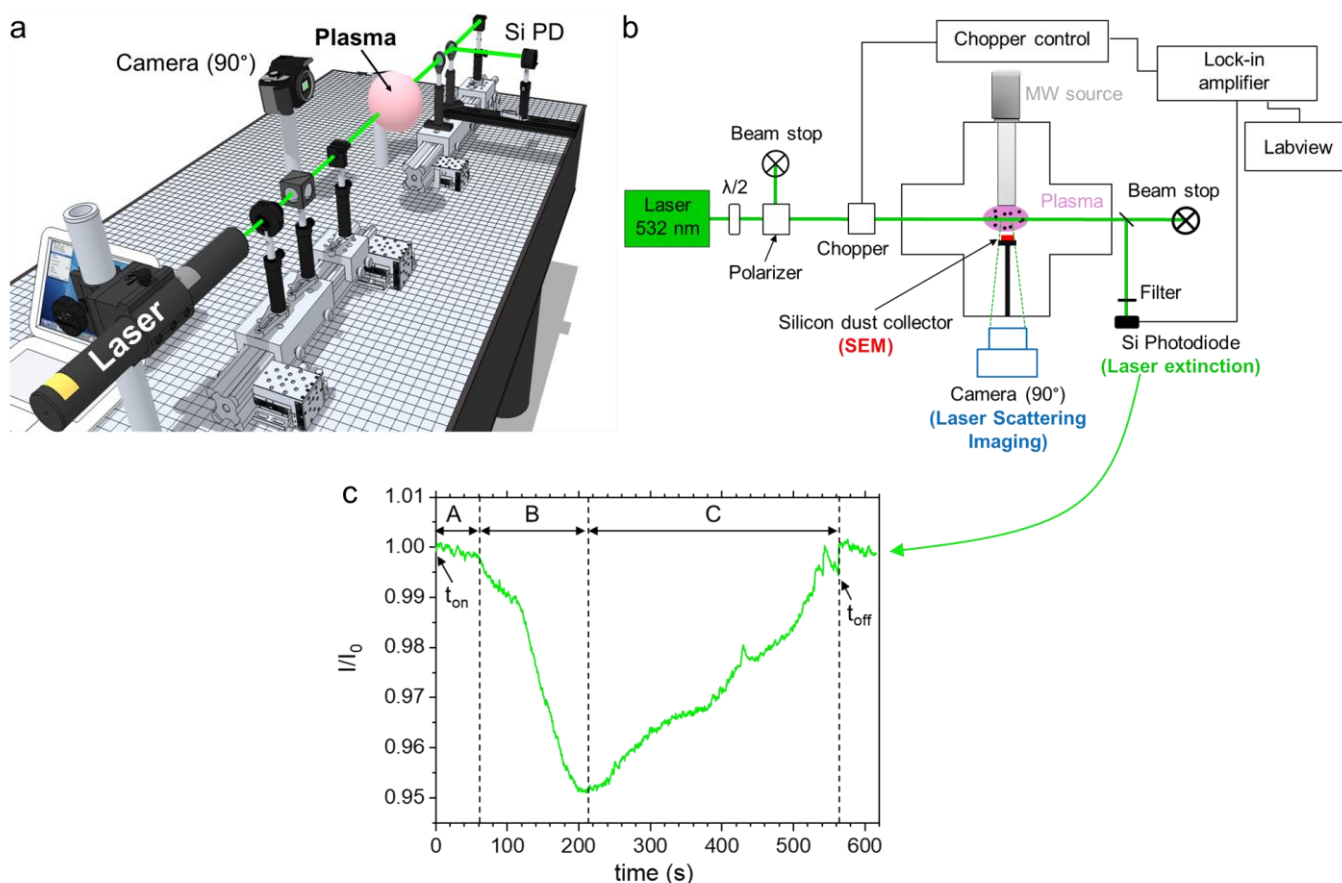 a
Camera (90°)
Plasma
Si PD
Laser
b
Chopper control
Lock-in
amplifier
Labview
MW source
Beam stop
λ/2
Laser
532 nm
Polarizer
Chopper
Plasma
Beam stop
Filter
Silicon dust collector
(SEM)
Si Photodiode
(Laser extinction)
Camera (90°)
(Laser Scattering
Imaging)
c
1.01
1.00
0.99
0.98
0.97
0.96
0.95
I/I₀
A
B
C
tₒₙ
t_off
0
100
200
300
400
500
600
time (s)